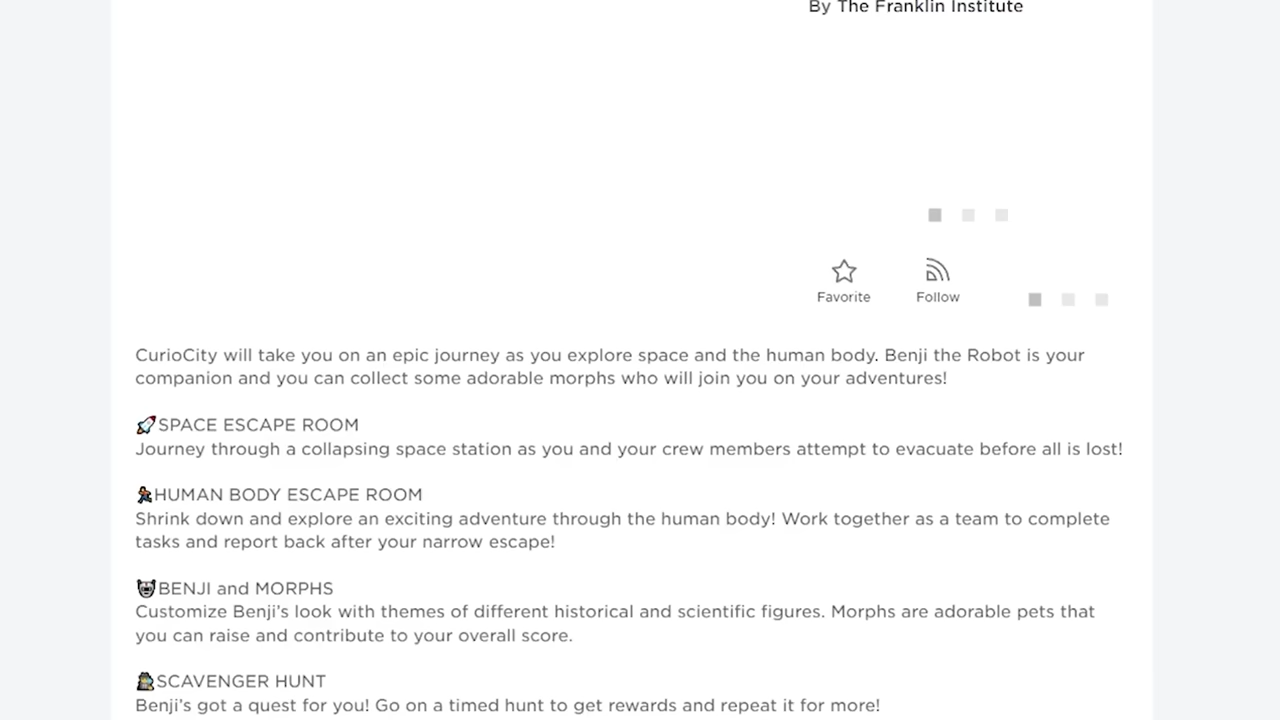 By The Franklin Institute
Favorite
Follow
CurioCity will take you on an epic journey as you explore space and the human body. Benji the Robot is your
companion and you can collect some adorable morphs who will join you on your adventures!
🚀SPACE ESCAPE ROOM
Journey through a collapsing space station as you and your crew members attempt to evacuate before all is lost!
HUMAN BODY ESCAPE ROOM
Shrink down and explore an exciting adventure through the human body! Work together as a team to complete
tasks and report back after your narrow escape!
BENJI and MORPHS
Customize Benji's look with themes of different historical and scientific figures. Morphs are adorable pets that
you can raise and contribute to your overall score.
SCAVENGER HUNT
Benji's got a quest for you! Go on a timed hunt to get rewards and repeat it for more!